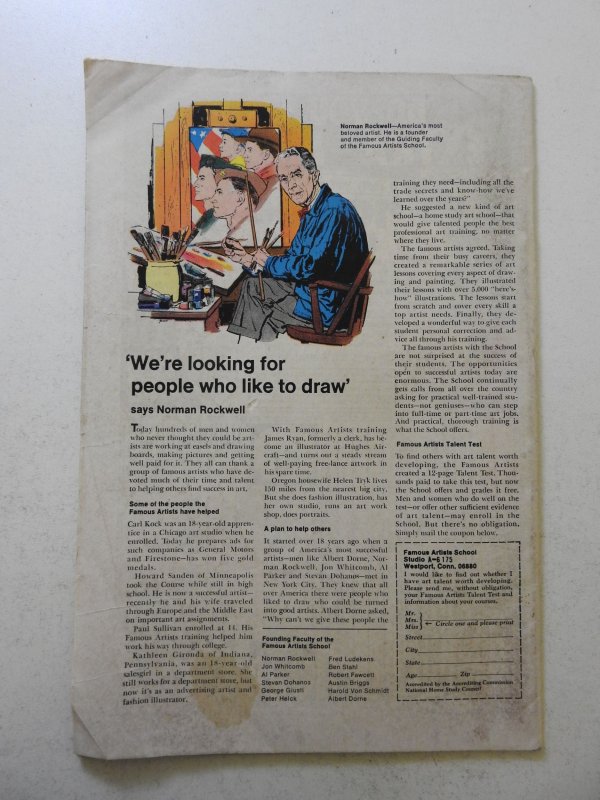 Norman Rockwell—America's most
beloved artist. He is a founder
and member of the Guiding Faculty
of the Famous Artists School.
'We're looking for
people who like to draw'
says Norman Rockwell
Today hundreds of men and women
who never thought they could be art-
ists are working at easels and drawing
boards, making pictures and getting
well paid for it. They all can thank a
group of famous artists who have de-
voted much of their time and talent
to helping others find success in art.
Some of the people the
Famous Artists have helped
Carl Kock was an 18-year-old appren-
tice in a Chicago art studio when he
enrolled. Today he prepares ads for
such companies as General Motors
and Firestone—has won five gold
medals.
Howard Sanden of Minneapolis
took the Course while still in high
school. He is now a successful artist—
recently he and his wife traveled
through Europe and the Middle East
on important art assignments.
Paul Sullivan enrolled at 14. His
Famous Artists training helped him
work his way through college.
Kathleen Gironda of Indiana,
Pennsylvania, was an 18-year-old
salesgirl in a department store. She
still works for a department store, but
now it's as an advertising artist and
fashion illustrator.
With Famous Artists training
James Ryan, formerly a clerk, has be-
come an illustrator at Hughes Air-
craft—and turns out a steady stream
of well-paying free-lance artwork in
his spare time.
Oregon housewife Helen Tryk lives
150 miles from the nearest big city.
But she does fashion illustration, has
her own studio, runs an art work
shop, does portraits.
A plan to help others
It started over 18 years ago when a
group of America's most successful
artists—men like Albert Dorne, Nor-
man Rockwell, Jon Whitcomb, Al
Parker and Stevan Dohanos—met in
New York City. They knew that all
over America there were people who
liked to draw who could be turned
into good artists. Albert Dorne asked,
"Why can't we give these people the
Founding Faculty of the
Famous Artists School
Norman Rockwell
Jon Whitcomb
Al Parker
Stevan Dohanos
George Giusti
Peter Helck
Fred Ludekens
Ben Stahl
Robert Fawcett
Austin Briggs
Harold Von Schmidt
Albert Dorne
training they need—including all the
trade secrets and know-how we've
learned over the years?"
He suggested a new kind of art
school—a home study art school—that
would give talented people the best
professional art training, no matter
where they live.
The famous artists agreed. Taking
time from their busy careers, they
created a remarkable series of art
lessons covering every aspect of draw-
ing and painting. They illustrated
their lessons with over 5,000 "here's-
how" illustrations. The lessons start
from scratch and cover every skill a
top artist needs. Finally, they de-
veloped a wonderful way to give each
student personal correction and ad-
vice all through his training.
The famous artists with the School
are not surprised at the success of
their students. The opportunities
open to successful artists today are
enormous. The School continually
gets calls from all over the country
asking for practical well-trained stu-
dents—not geniuses—who can step
into full-time or part-time art jobs.
And practical, thorough training is
what the School offers.
Famous Artists Talent Test
To find others with art talent worth
developing, the Famous Artists
created a 12-page Talent Test. Thou-
sands paid to take this test, but now
the School offers and grades it free.
Men and women who do well on the
test—or offer other sufficient evidence
of art talent—may enroll in the
School. But there's no obligation.
Simply mail the coupon below.
Famous Artists School
Studio A-6175
Westport, Conn. 06880
I would like to find out whether I
have art talent worth developing.
Please send me, without obligation,
your Famous Artists Talent Test and
information about your courses.
Mr.
Mrs.
Miss
← Circle one and please print
Street
City
State
Age Zip
Accredited by the Accrediting Commission
National Home Study Council